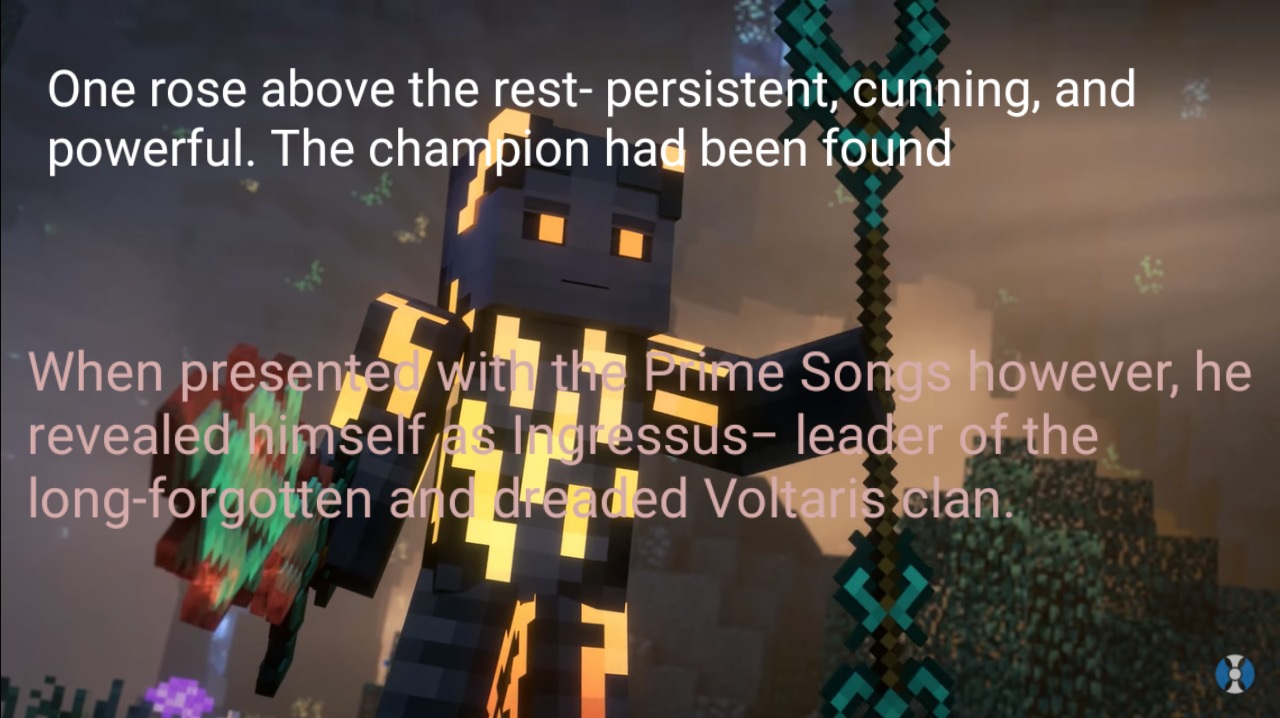 One rose above the rest- persistent, cunning, and
powerful. The champion had been found
When presented with the Prime Songs however, he
revealed himself as Ingressus– leader of the
long-forgotten and dreaded Voltaris clan.